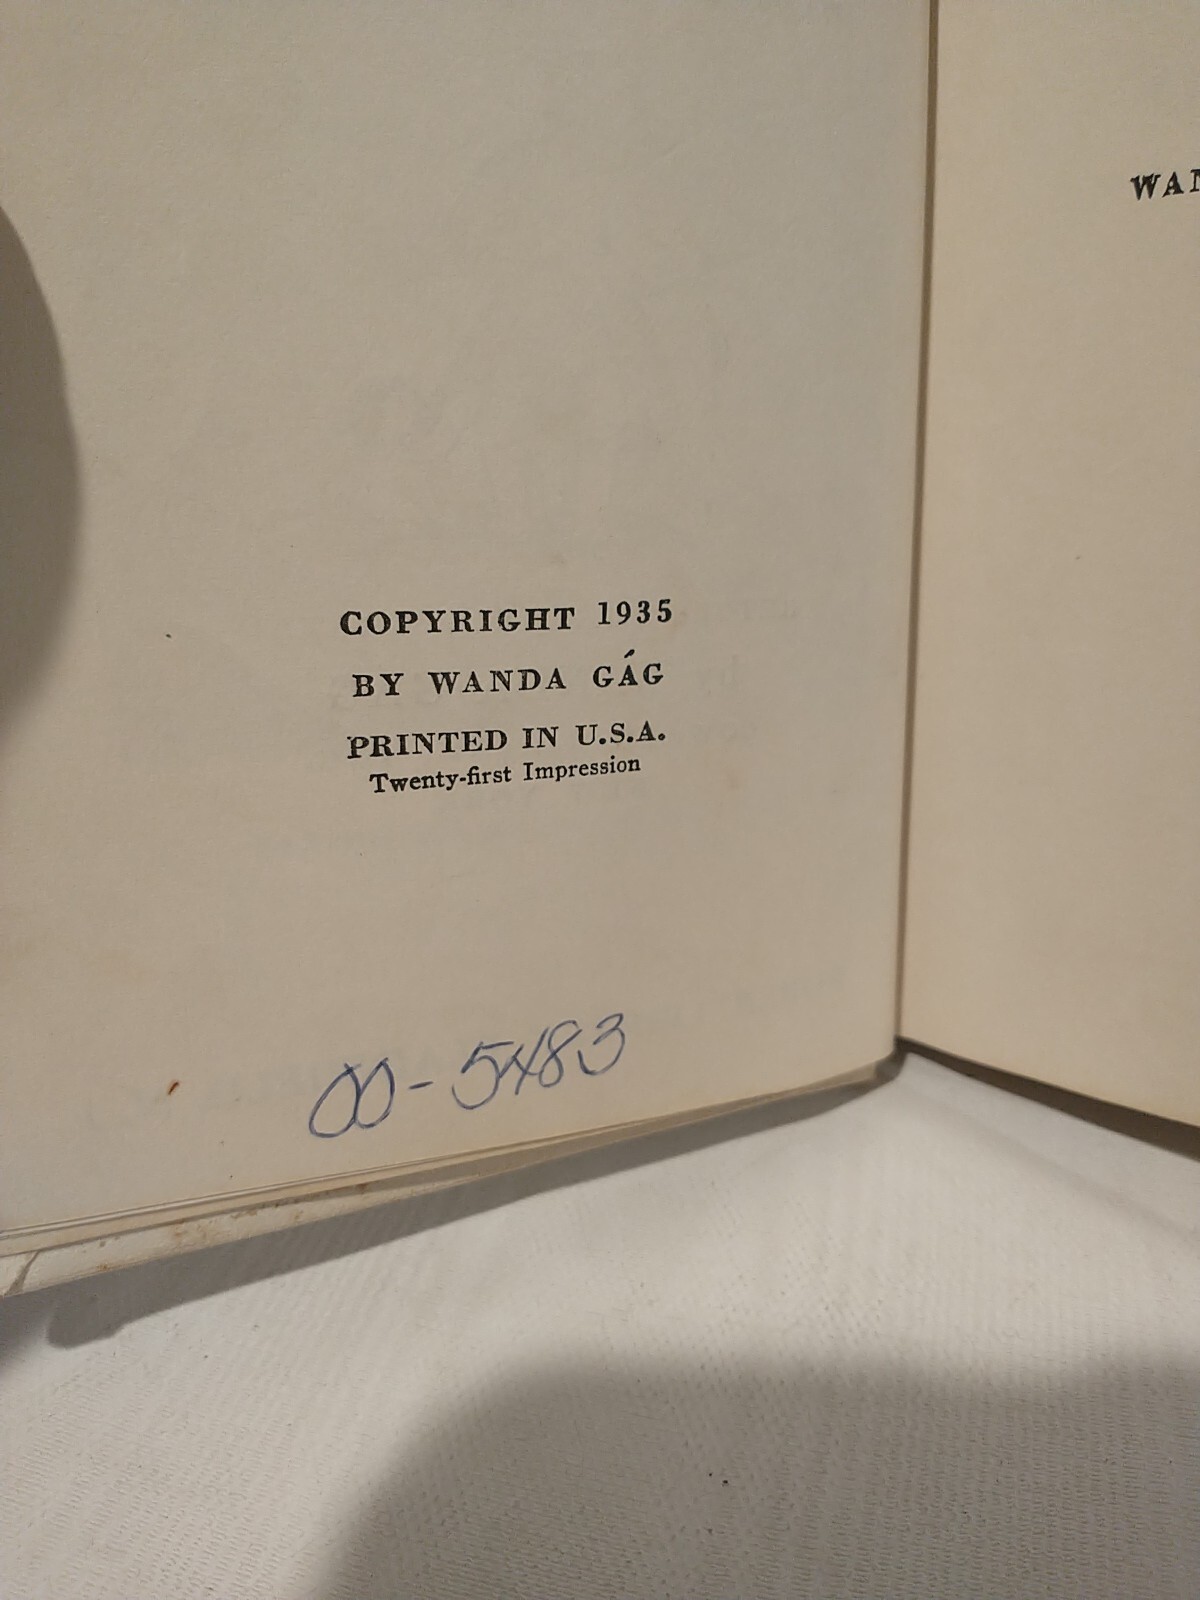 COPYRIGHT 1935
BY WANDA GÁG
PRINTED IN U.S.A.
Twenty-first Impression
00-5483